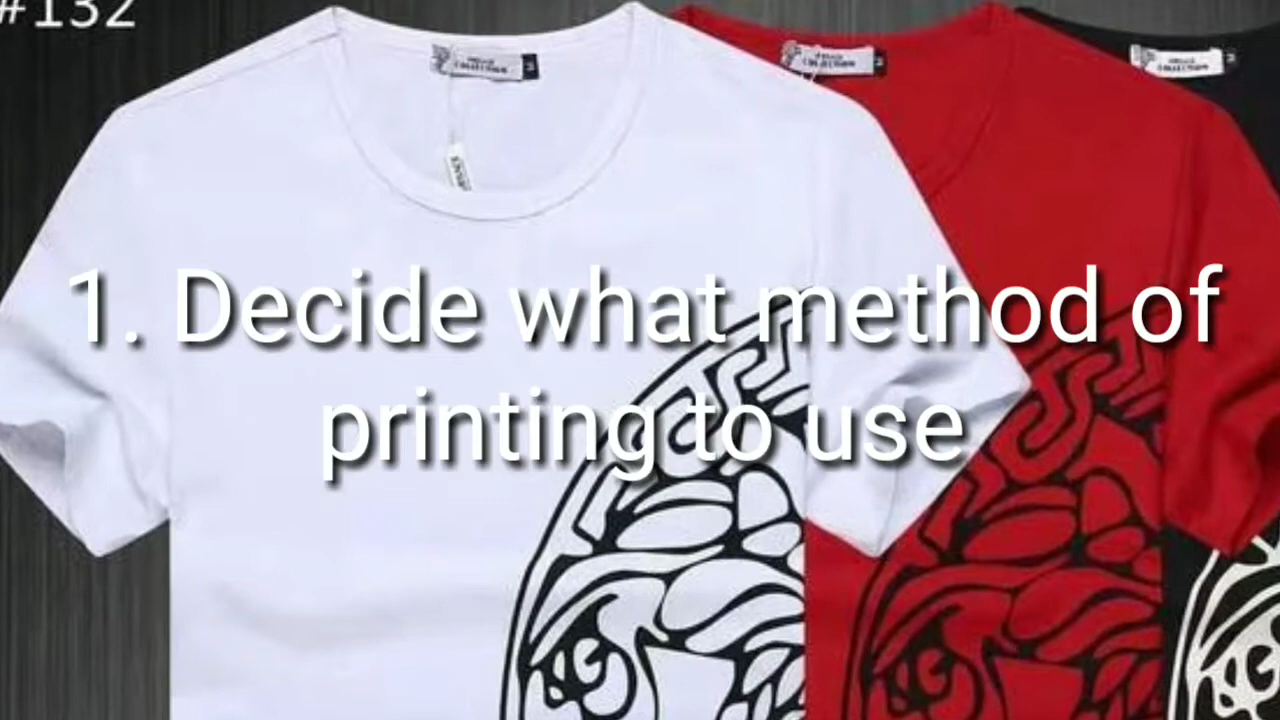 #132
1. Decide what method of
printing to use